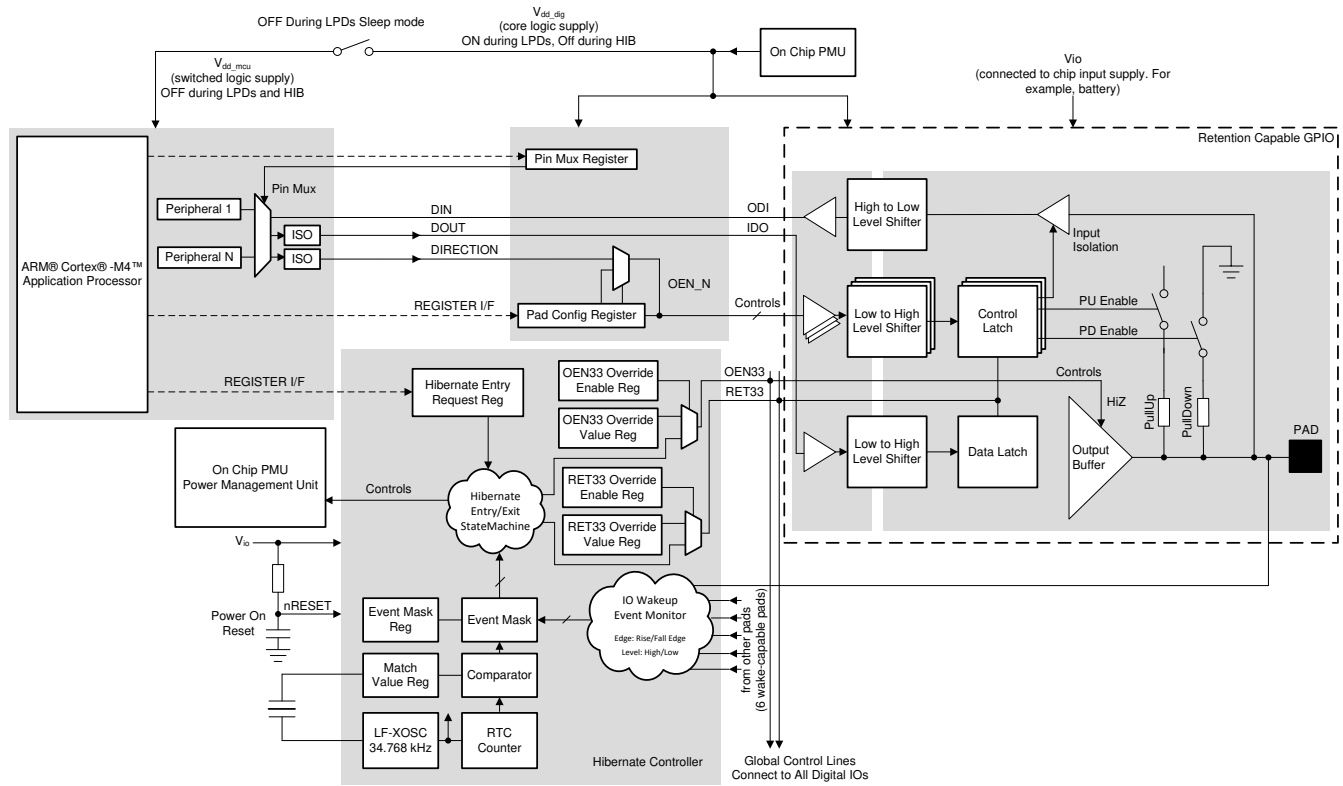 OFF During LPDs Sleep mode
Vdd_dig
(core logic supply)
ON during LPDs, Off during HIB
On Chip PMU
Vdd_mcu
(switched logic supply)
OFF during LPDs and HIB
Vio
(connected to chip input supply. For
example, battery)
Retention Capable GPIO
ARM® Cortex® -M4™
Application Processor
Pin Mux Register
Pin Mux
Peripheral 1
Peripheral N
ISO
ISO
DIN
DOUT
DIRECTION
ODI
IDO
OEN_N
High to Low
Level Shifter
Input
Isolation
REGISTER I/F
Pad Config Register
Controls
Low to High
Level Shifter
Control
Latch
PU Enable
PD Enable
REGISTER I/F
Hibernate Entry
Request Reg
OEN33 Override
Enable Reg
OEN33 Override
Value Reg
OEN33
RET33
Controls
HiZ
PullUp
PullDown
PAD
Low to High
Level Shifter
Data Latch
Output
Buffer
On Chip PMU
Power Management Unit
Controls
Hibernate
Entry/Exit
StateMachine
RET33 Override
Enable Reg
RET33 Override
Value Reg
Vio
nRESET
Power On
Reset
Event Mask
Reg
Event Mask
IO Wakeup
Event Monitor
Edge: Rise/Fall Edge
Level: High/Low
from other pads
(6 wake-capable pads)
Match
Value Reg
Comparator
LF-XOSC
34.768 kHz
RTC
Counter
Hibernate Controller
Global Control Lines
Connect to All Digital IOs